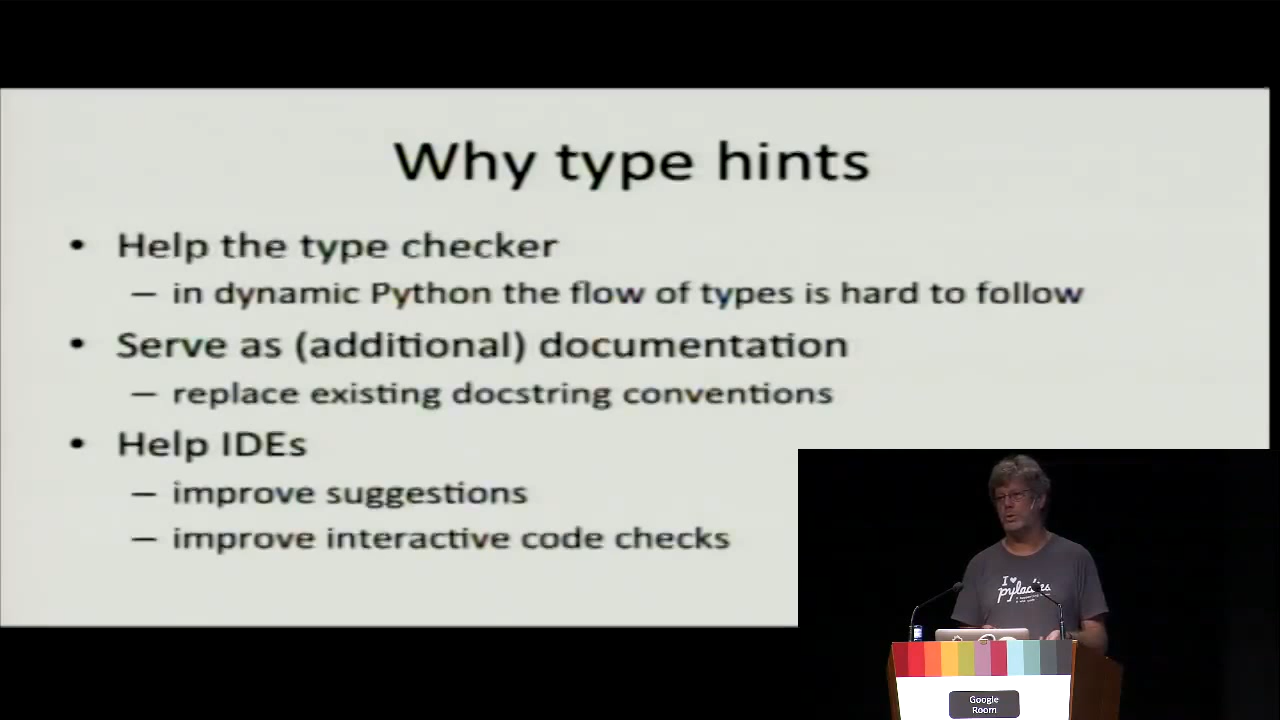 Why type hints
• Help the type checker
– in dynamic Python the flow of types is hard to follow
• Serve as (additional) documentation
– replace existing docstring conventions
• Help IDEs
– improve suggestions
– improve interactive code checks
I ♥
pyladies
Google
Room